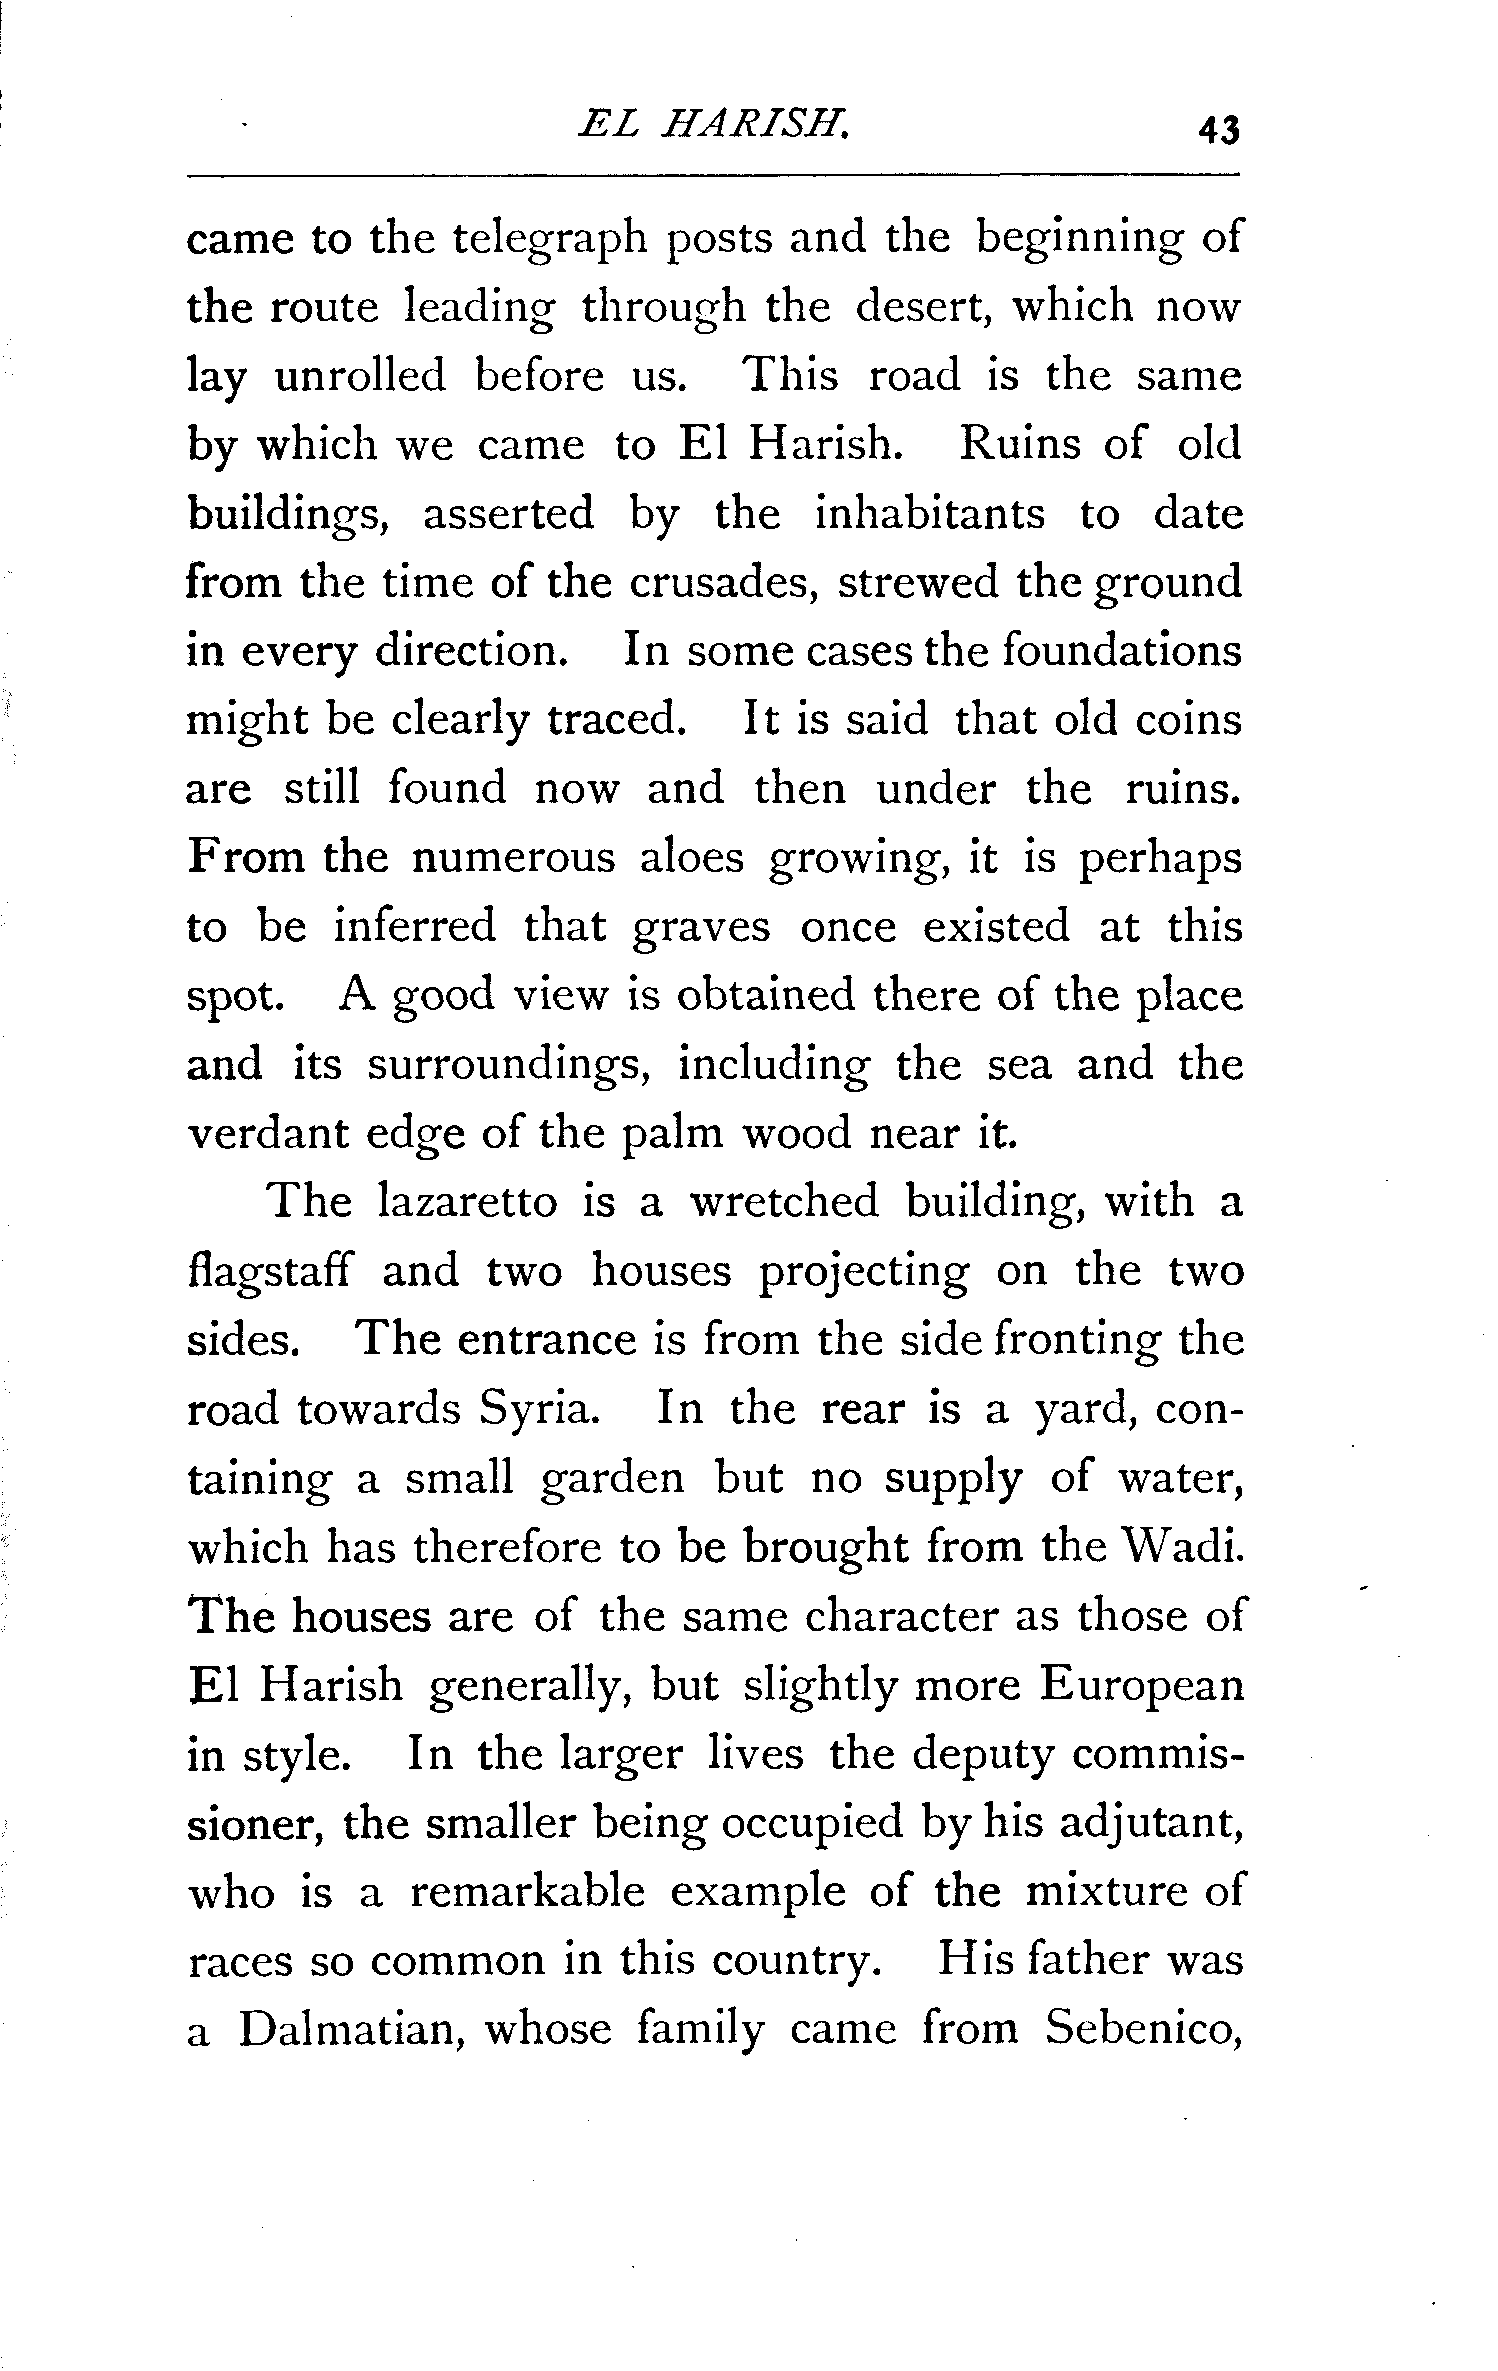 EL HARISH. 43
came to the telegraph posts and the beginning of
the route leading through the desert, which now
lay unrolled before us. This road is the same
by which we came to El Harish. Ruins of old
buildings, asserted by the inhabitants to date
from the time of the crusades, strewed the ground
in every direction. In some cases the foundations
might be clearly traced. It is said that old coins
are still found now and then under the ruins.
From the numerous aloes growing, it is perhaps
to be inferred that graves once existed at this
spot. A good view is obtained there of the place
and its surroundings, including the sea and the
verdant edge of the palm wood near it.
The lazaretto is a wretched building, with a
flagstaff and two houses projecting on the two
sides. The entrance is from the side fronting the
road towards Syria. In the rear is a yard, con-
taining a small garden but no supply of water,
which has therefore to be brought from the Wadi.
The houses are of the same character as those of
El Harish generally, but slightly more European
in style. In the larger lives the deputy commis-
sioner, the smaller being occupied by his adjutant,
who is a remarkable example of the mixture of
races so common in this country. His father was
a Dalmatian, whose family came from Sebenico,